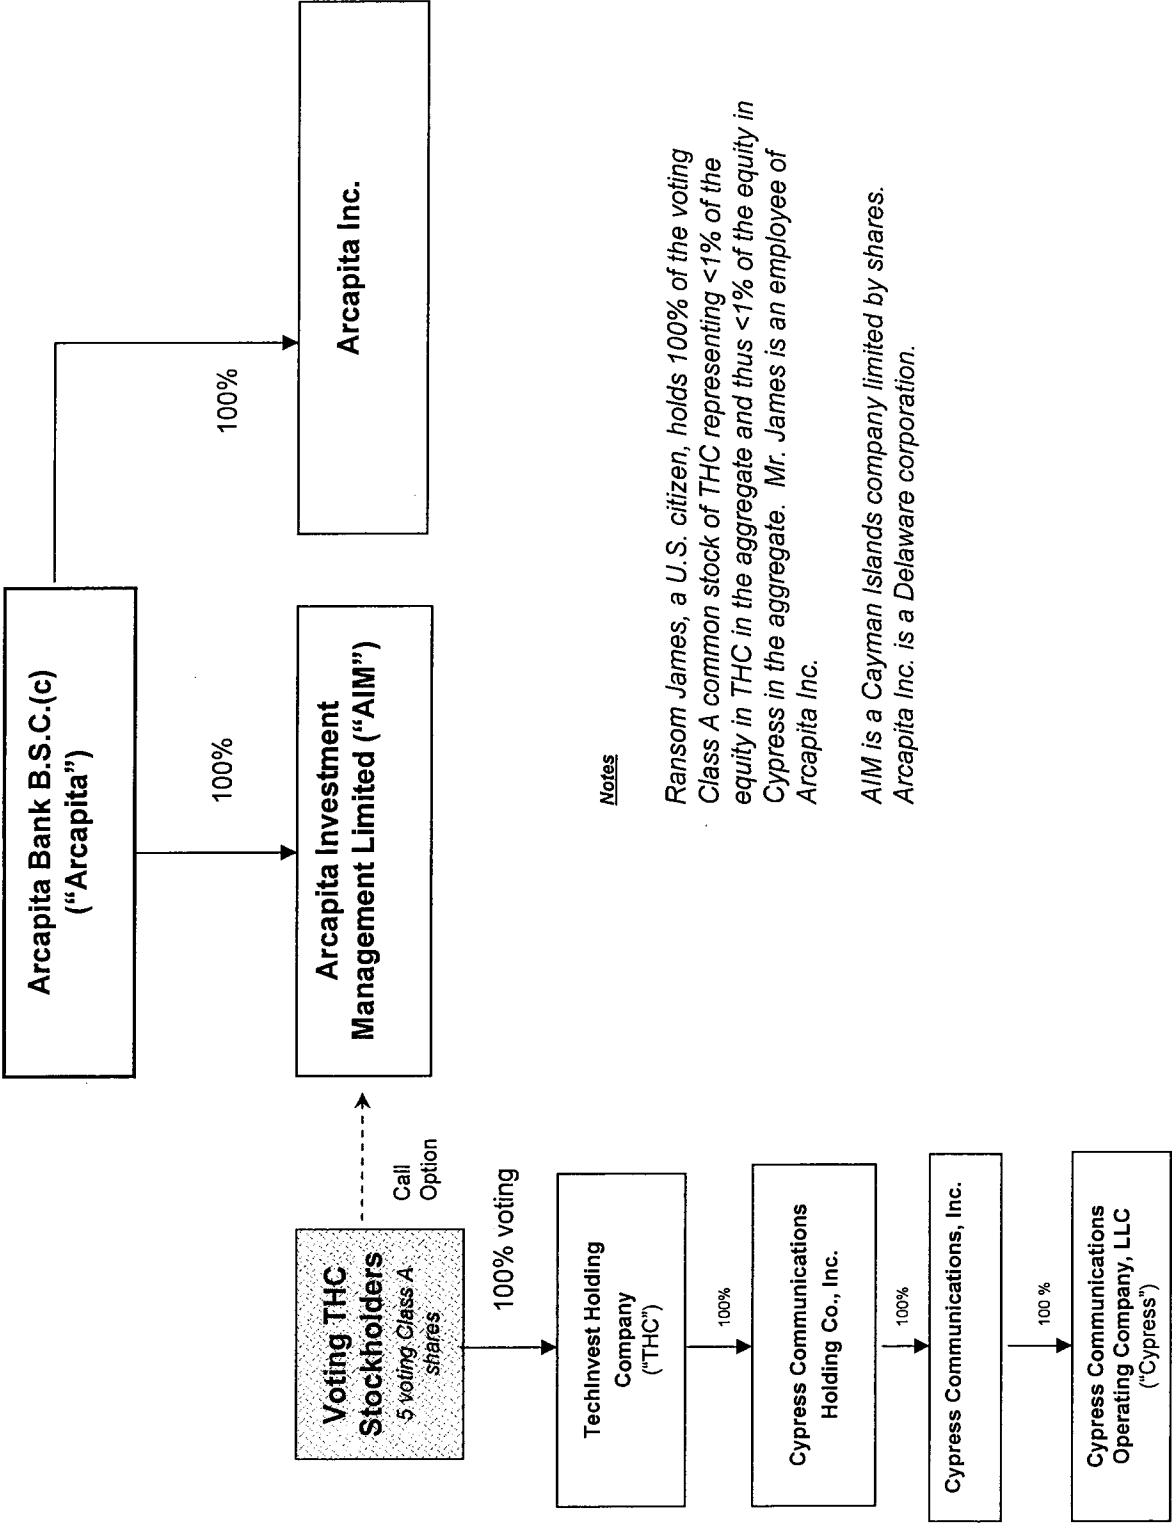 Arcapita Bank B.S.C.(c)
("Arcapita")
100%
100%
Arcapita Investment
Management Limited ("AIM")
Arcapita Inc.
Call
Option
Voting THC
Stockholders
5 voting Class A
shares
100% voting
TechInvest Holding
Company
("THC")
100%
Cypress Communications
Holding Co., Inc.
100%
Cypress Communications, Inc.
100 %
Cypress Communications
Operating Company, LLC
("Cypress")
Notes
Ransom James, a U.S. citizen, holds 100% of the voting
Class A common stock of THC representing <1% of the
equity in THC in the aggregate and thus <1% of the equity in
Cypress in the aggregate. Mr. James is an employee of
Arcapita Inc.
AIM is a Cayman Islands company limited by shares.
Arcapita Inc. is a Delaware corporation.